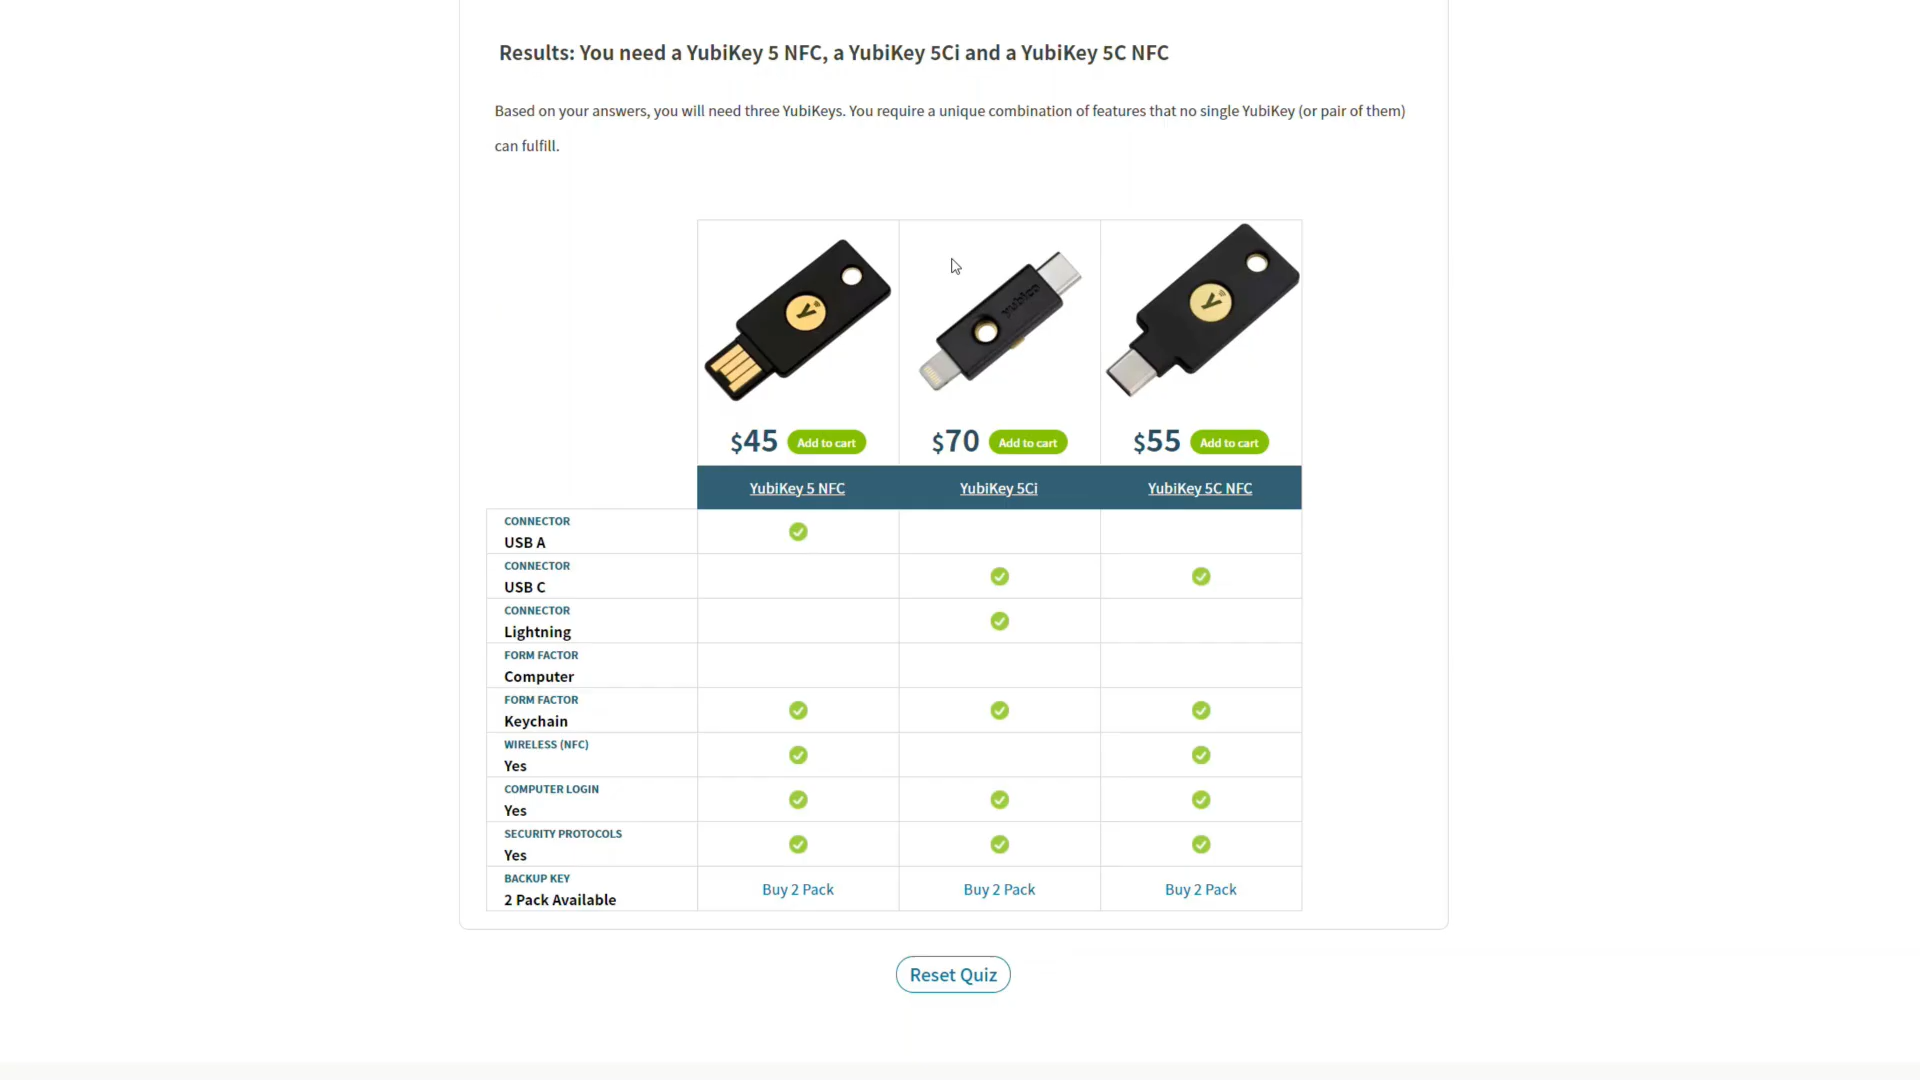 Results: You need a YubiKey 5 NFC, a YubiKey 5Ci and a YubiKey 5C NFC
Based on your answers, you will need three YubiKeys. You require a unique combination of features that no single YubiKey (or pair of them)
can fulfill.
yubico
$45 Add to cart $70 Add to cart $55 Add to cart
YubiKey 5 NFC YubiKey 5Ci YubiKey 5C NFC
CONNECTOR
USB A
CONNECTOR
USB C
CONNECTOR
Lightning
FORM FACTOR
Computer
FORM FACTOR
Keychain
WIRELESS (NFC)
Yes
COMPUTER LOGIN
Yes
SECURITY PROTOCOLS
Yes
BACKUP KEY
2 Pack Available
Buy 2 Pack Buy 2 Pack Buy 2 Pack
Reset Quiz